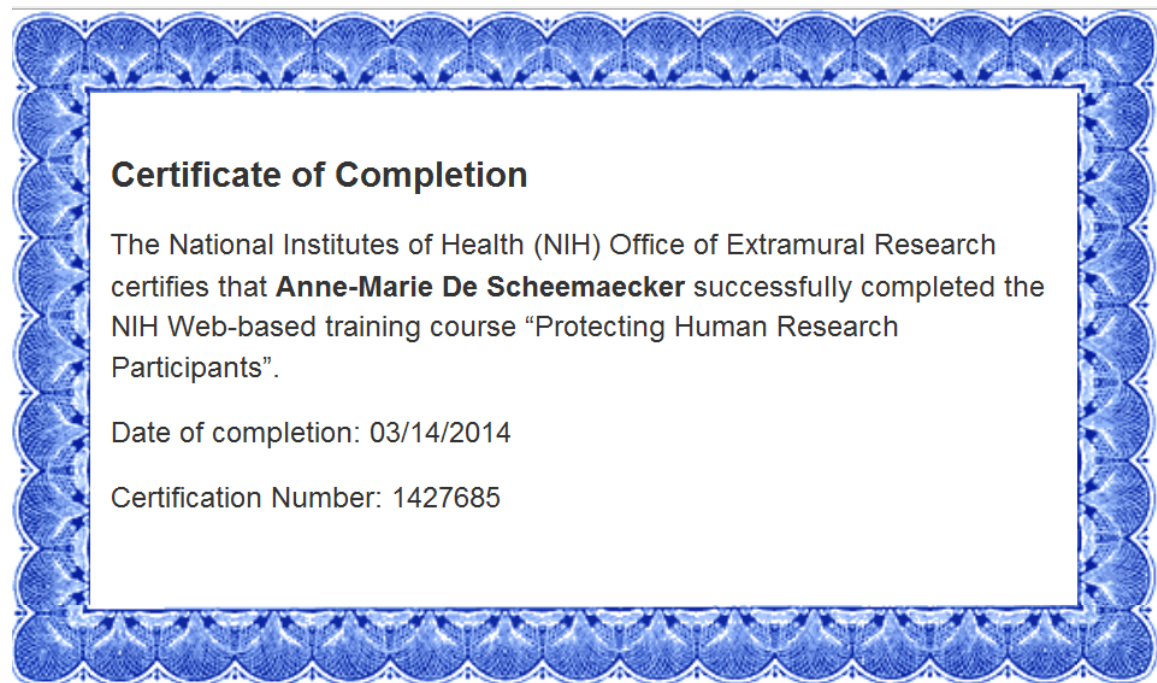 Certificate of Completion
The National Institutes of Health (NIH) Office of Extramural Research
certifies that Anne-Marie De Scheemaecker successfully completed the
NIH Web-based training course “Protecting Human Research
Participants”.
Date of completion: 03/14/2014
Certification Number: 1427685